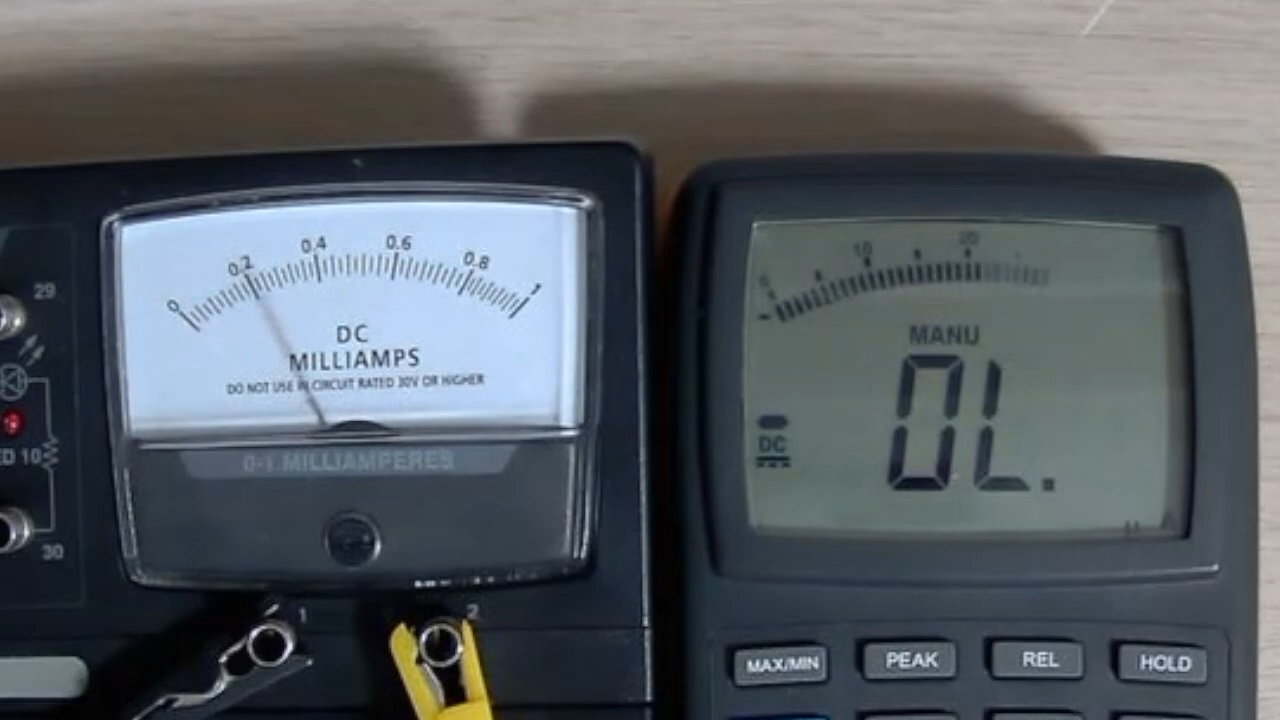 0 0.2 0.4 0.6 0.8 1
DC
MILLIAMPS
DO NOT USE IN CIRCUIT RATED 30V OR HIGHER
0-1 MILLIAMPERES
29
ED 10
30
1
2
0 10 20
MANU
OL.
DC
MAX/MIN
PEAK
REL
HOLD